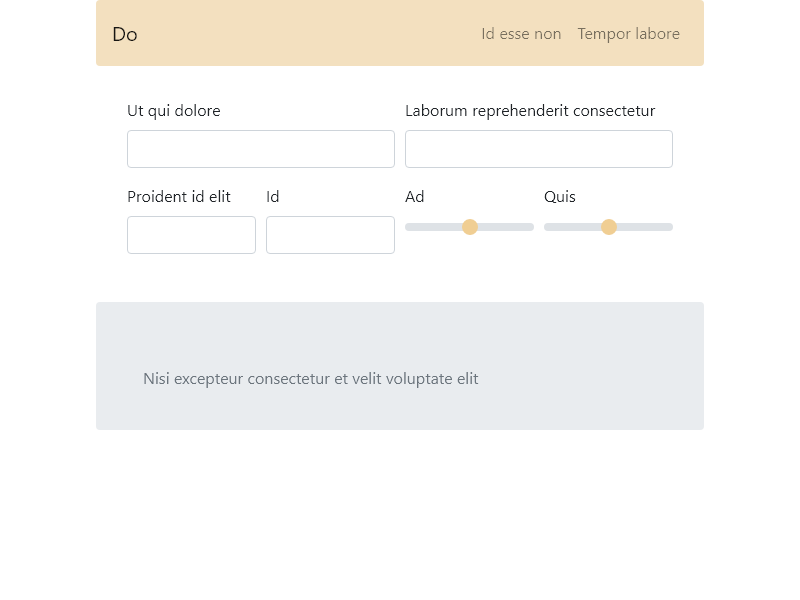 Do
Id esse non
Tempor labore
Ut qui dolore
Laborum reprehenderit consectetur
Proident id elit
Id
Ad
Quis
Nisi excepteur consectetur et velit voluptate elit